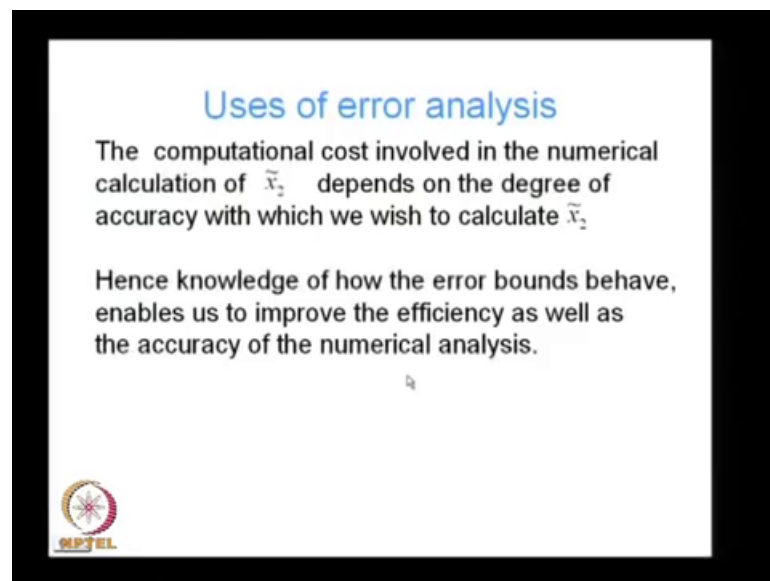 Uses of error analysis
The computational cost involved in the numerical
calculation of x̃₂ depends on the degree of
accuracy with which we wish to calculate x̃₂
Hence knowledge of how the error bounds behave,
enables us to improve the efficiency as well as
the accuracy of the numerical analysis.
NPTEL